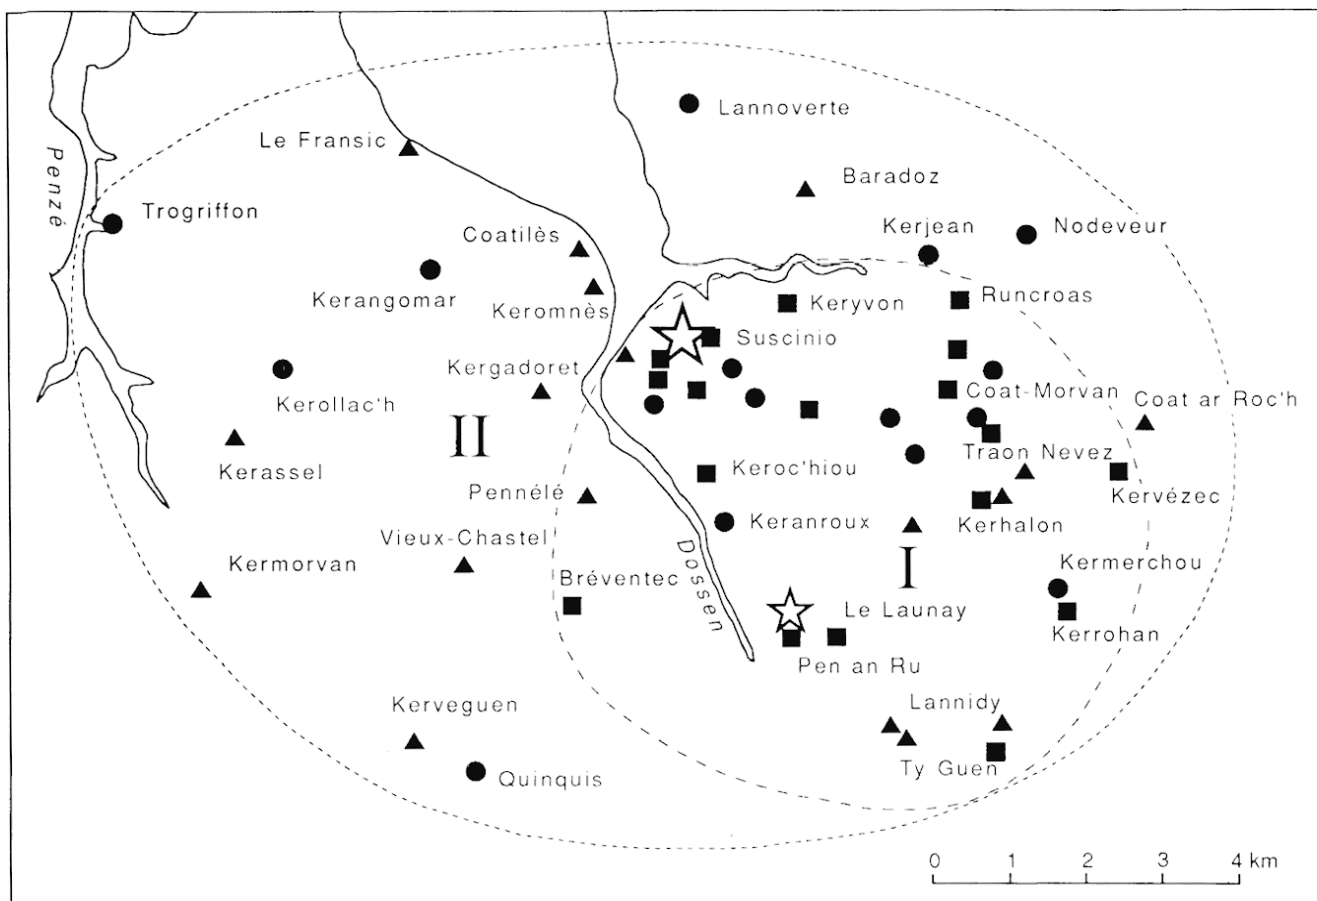 Lannoverte
Le Fransic
Penzé
Baradoz
Trogriffon
Kerjean
Nodeveur
Coatilès
Kerangomar
Keromnès
Keryvon
Runcroas
Suscinio
Kergadoret
Kerollac'h
Coat-Morvan
Coat ar Roc'h
II
Kerassel
Traon Nevez
Keroc'hiou
Pennélé
Kervézec
Keranroux
Kerhalon
Vieux-Chastel
Kermorvan
Bréventec
Dossen
I
Kermerchou
Le Launay
Kerrohan
Pen an Ru
Kerveguen
Lannidy
Ty Guen
Quinquis
0 1 2 3 4 km